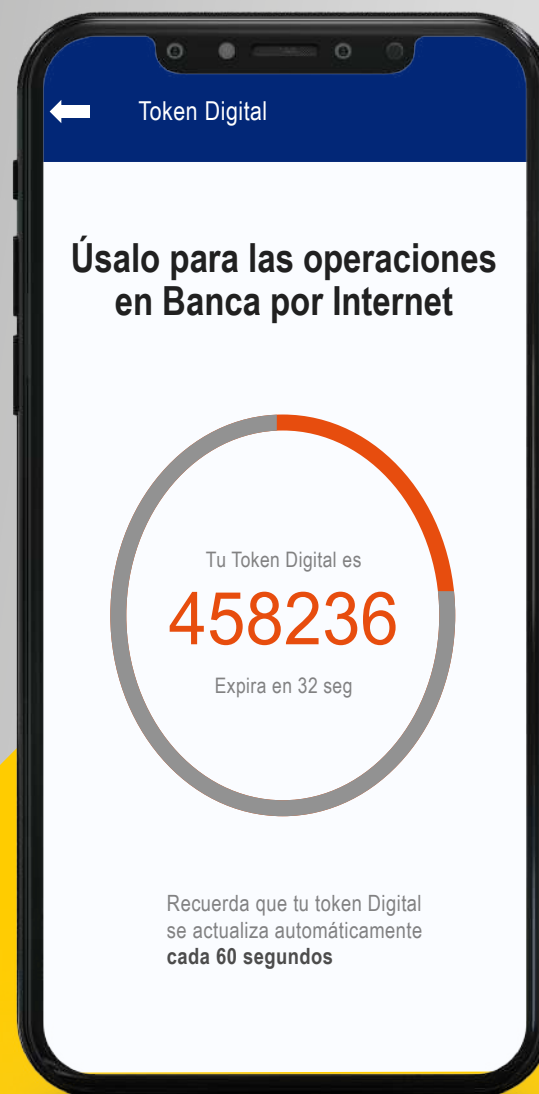 Token Digital
Úsalo para las operaciones
en Banca por Internet
Tu Token Digital es
458236
Expira en 32 seg
Recuerda que tu token Digital
se actualiza automáticamente
cada 60 segundos